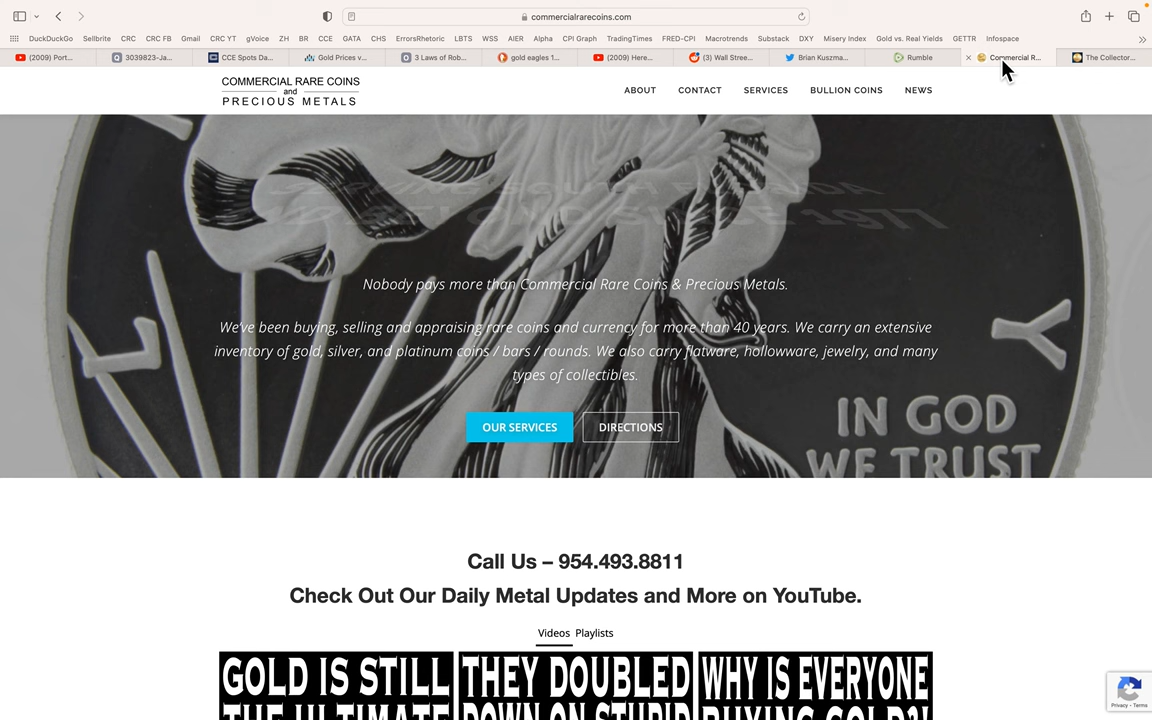 commercialrarecoins.com
DuckDuckGo Sellbrite CRC CRC FB Gmail CRC YT gVoice ZH BR CCE GATA CHS ErrorsRhetoric LBTS WSS AIER Alpha CPI Graph TradingTimes FRED-CPI Macrotrends Substack DXY Misery Index Gold vs. Real Yields GETTR Infospace
(2009) Port... 3039823-Ja... CCE Spots Da... Gold Prices v... 3 Laws of Rob... gold eagles 1... (2009) Here... (3) Wall Stree... Brian Kuszma... Rumble Commercial R... The Collector...
COMMERCIAL RARE COINS
and
PRECIOUS METALS
ABOUT CONTACT SERVICES BULLION COINS NEWS
Nobody pays more than Commercial Rare Coins & Precious Metals.
We've been buying, selling and appraising rare coins and currency for more than 40 years. We carry an extensive
inventory of gold, silver, and platinum coins / bars / rounds. We also carry flatware, hollowware, jewelry, and many
types of collectibles.
OUR SERVICES DIRECTIONS
Y
IN GOD
WE TRUST
Call Us – 954.493.8811
Check Out Our Daily Metal Updates and More on YouTube.
Videos Playlists
GOLD IS STILL THEY DOUBLED WHY IS EVERYONE
THE ULTIMATE DOWN ON STUPID BUYING GOLD?!
Privacy - Terms